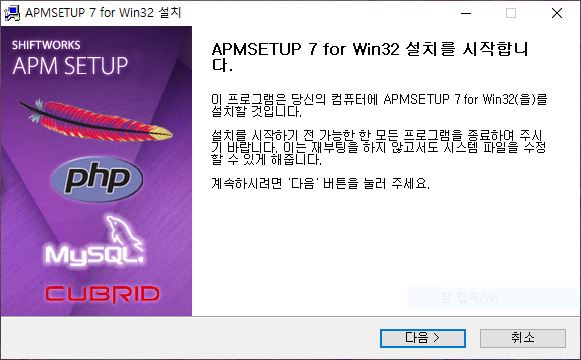 APMSETUP 7 for Win32 설치
SHIFTWORKS
APM SETUP
php
MySQL
CUBRID
APMSETUP 7 for Win32 설치를 시작합니
다.
이 프로그램은 당신의 컴퓨터에 APMSETUP 7 for Win32(을)를
설치할 것입니다.
설치를 시작하기 전 가능한 한 모든 프로그램을 종료하여 주시
기 바랍니다. 이는 재부팅을 하지 않고서도 시스템 파일을 수정
할 수 있게 해줍니다.
계속하시려면 '다음' 버튼을 눌러 주세요.
창 캡처(W)
다음 >
취소